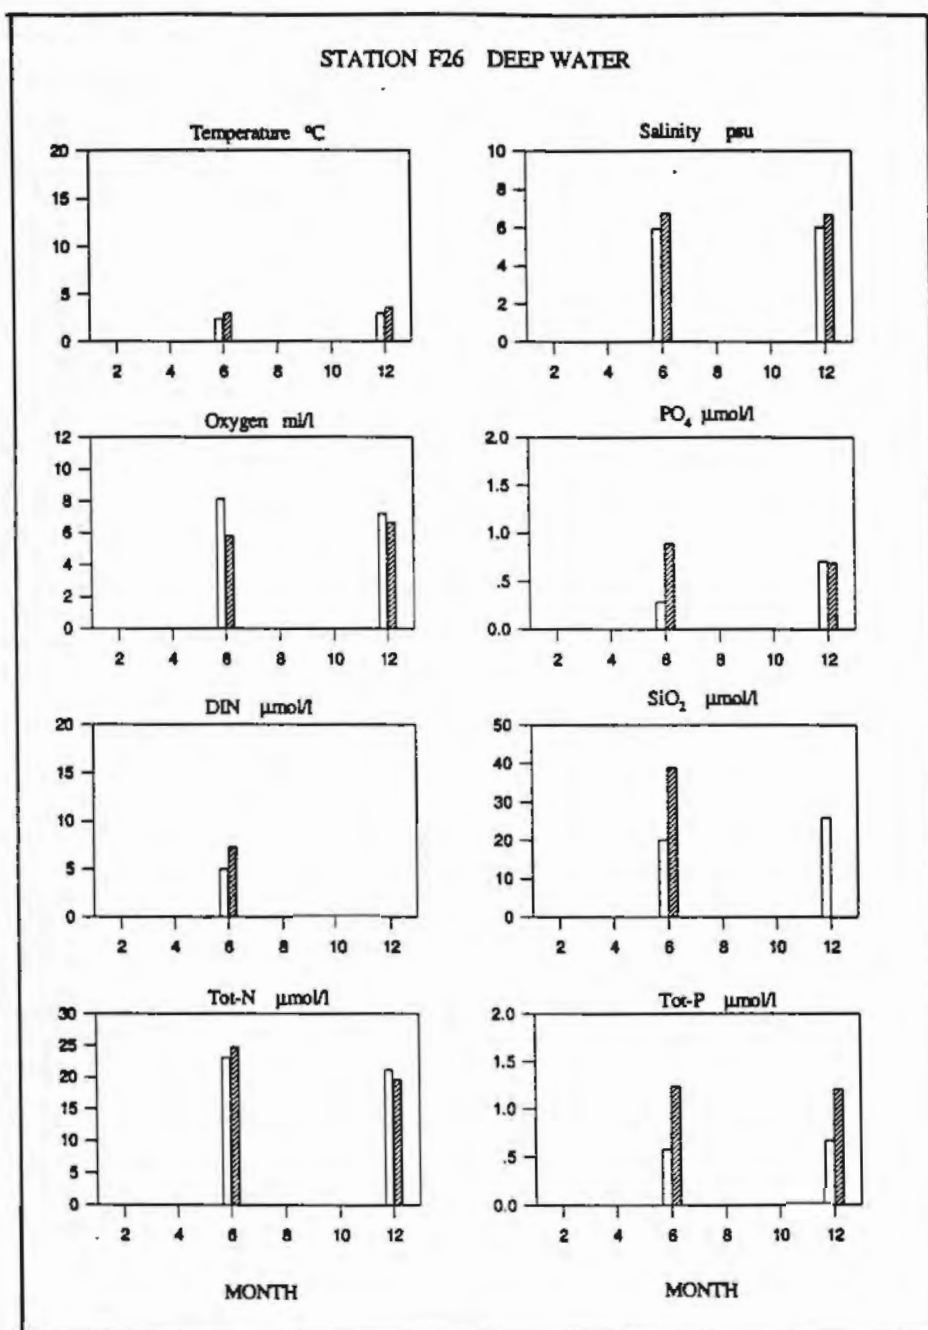 STATION F26 DEEP WATER
Temperature ºC
20
15
10
5
0
2 4 6 8 10 12
Salinity psu
10
8
6
4
2
0
2 4 6 8 10 12
Oxygen ml/l
12
10
8
6
4
2
0
2 4 6 8 10 12
PO₄ µmol/l
2.0
1.5
1.0
.5
0.0
2 4 6 8 10 12
DIN µmol/l
20
15
10
5
0
2 4 6 8 10 12
SiO₂ µmol/l
50
40
30
20
10
0
2 4 6 8 10 12
Tot-N µmol/l
30
25
20
15
10
5
0
2 4 6 8 10 12
MONTH
Tot-P µmol/l
2.0
1.5
1.0
.5
0.0
2 4 6 8 10 12
MONTH